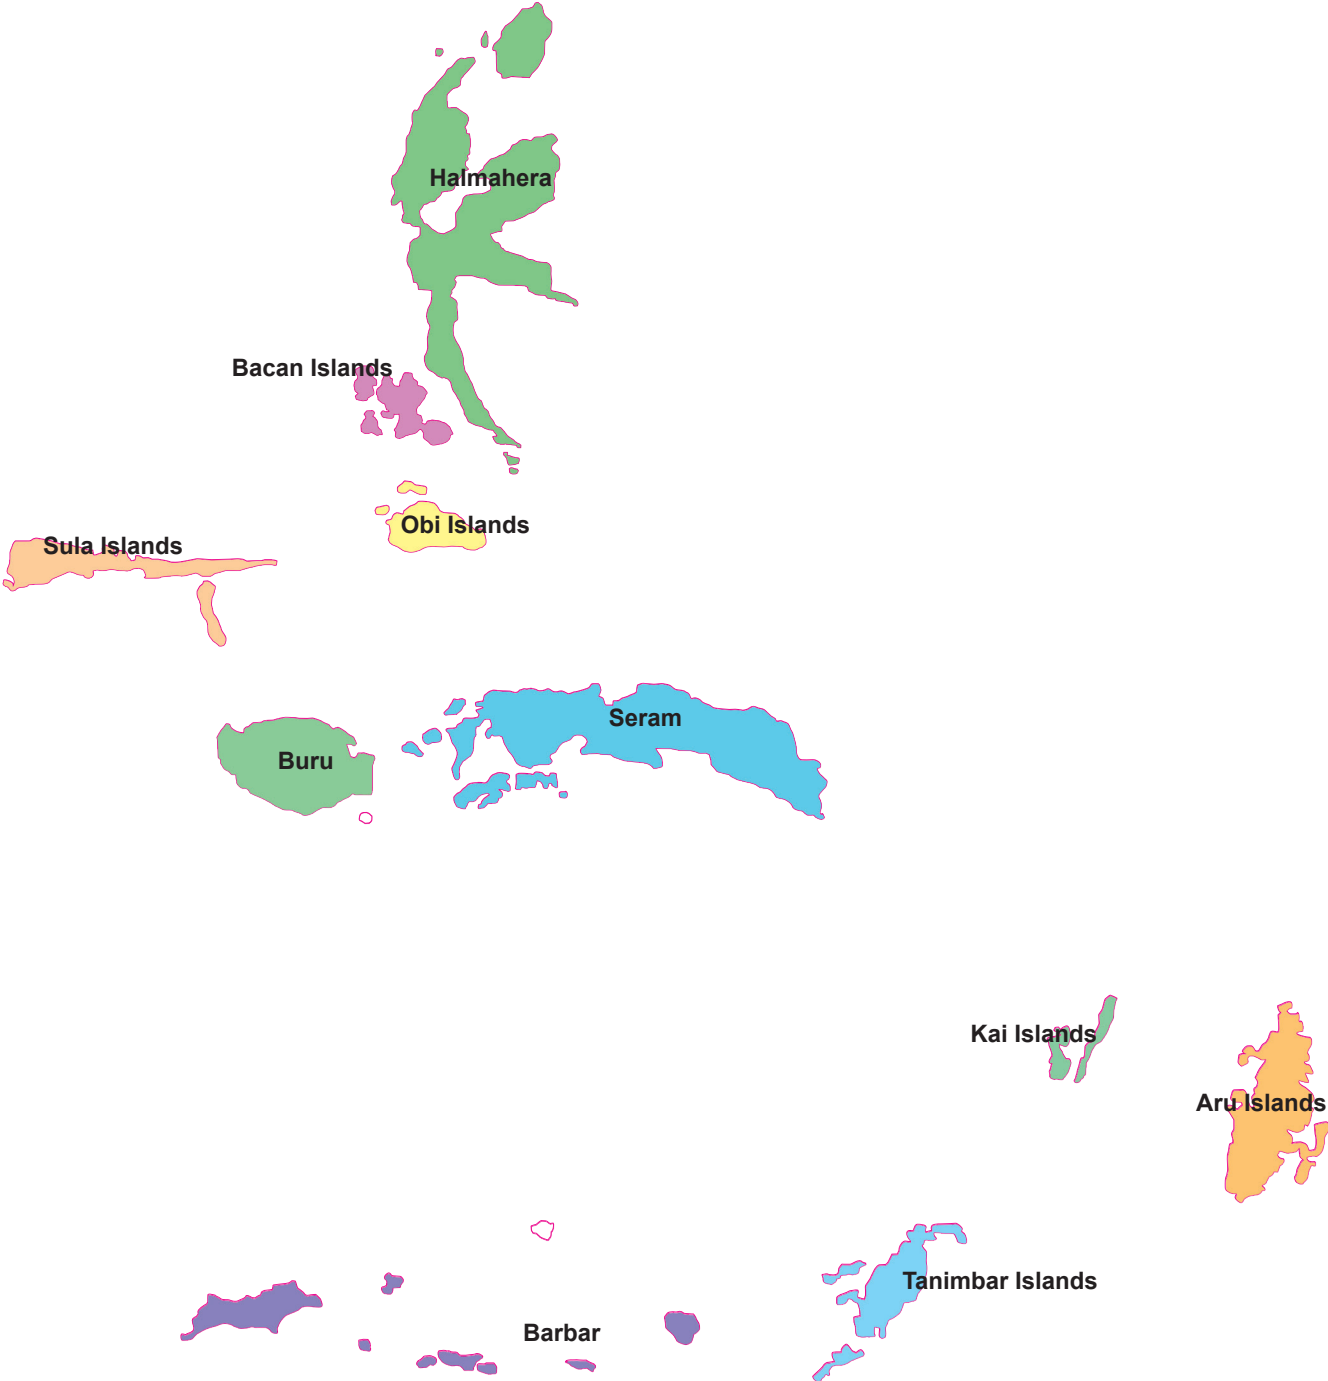 Halmahera
Bacan Islands
Obi Islands
Sula Islands
Seram
Buru
Kai Islands
Aru Islands
Tanimbar Islands
Barbar